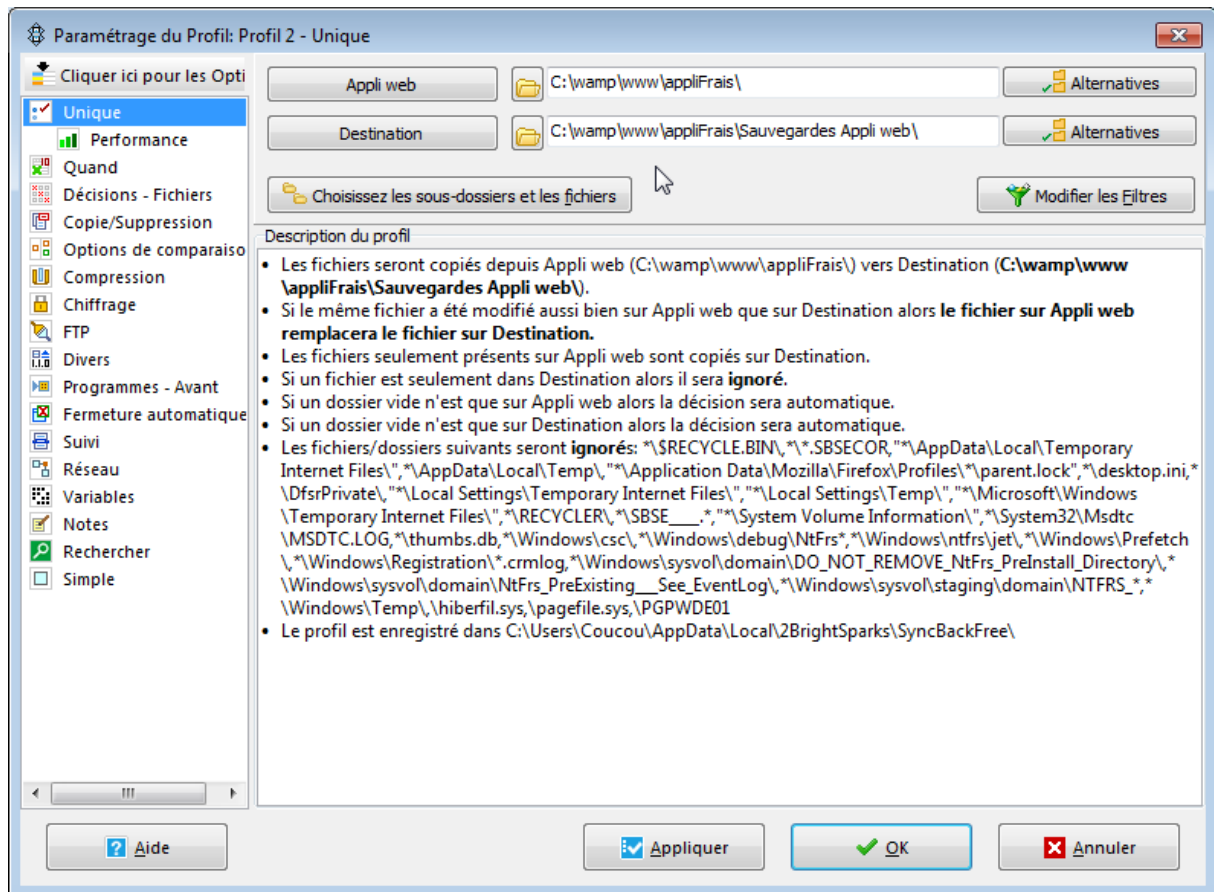 Paramétrage du Profil: Profil 2 - Unique
Cliquer ici pour les Opti
Unique
Performance
Quand
Décisions - Fichiers
Copie/Suppression
Options de comparaiso
Compression
Chiffrage
FTP
Divers
Programmes - Avant
Fermeture automatique
Suivi
Réseau
Variables
Notes
Rechercher
Simple
Appli web
C:\wamp\www\appliFrais\
Alternatives
Destination
C:\wamp\www\appliFrais\Sauvegardes Appli web\
Alternatives
Choisissez les sous-dossiers et les fichiers
Modifier les Filtres
Description du profil
• Les fichiers seront copiés depuis Appli web (C:\wamp\www\appliFrais\) vers Destination (C:\wamp\www
\appliFrais\Sauvegardes Appli web\).
• Si le même fichier a été modifié aussi bien sur Appli web que sur Destination alors le fichier sur Appli web
remplacera le fichier sur Destination.
• Les fichiers seulement présents sur Appli web sont copiés sur Destination.
• Si un fichier est seulement dans Destination alors il sera ignoré.
• Si un dossier vide n'est que sur Appli web alors la décision sera automatique.
• Si un dossier vide n'est que sur Destination alors la décision sera automatique.
• Les fichiers/dossiers suivants seront ignorés: *\$RECYCLE.BIN\,*\*.SBSECOR,"*\AppData\Local\Temporary
Internet Files\",*\AppData\Local\Temp\,"*\Application Data\Mozilla\Firefox\Profiles\*\parent.lock",*\desktop.ini,*
\DfsrPrivate\,"*\Local Settings\Temporary Internet Files\","*\Local Settings\Temp\","*\Microsoft\Windows
\Temporary Internet Files\",*\RECYCLER\,*\SBSE___.*,"*\System Volume Information\",*\System32\Msdtc
\MSDTC.LOG,*\thumbs.db,*\Windows\csc\,*\Windows\debug\NtFrs*,*\Windows\ntfrs\jet\,*\Windows\Prefetch
\,*\Windows\Registration\*.crmlog,*\Windows\sysvol\domain\DO_NOT_REMOVE_NtFrs_PreInstall_Directory\,*
\Windows\sysvol\domain\NtFrs_PreExisting___See_EventLog\,*\Windows\sysvol\staging\domain\NTFRS_*,*
\Windows\Temp\,\hiberfil.sys,\pagefile.sys,\PGPWDE01
• Le profil est enregistré dans C:\Users\Coucou\AppData\Local\2BrightSparks\SyncBackFree\
Aide
Appliquer
OK
Annuler